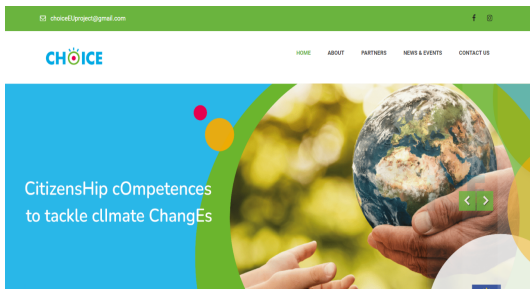 choiceEUproject@gmail.com
CHOICE
HOME ABOUT PARTNERS NEWS & EVENTS CONTACT US
CitizensHip cOmpetences
to tackle clImate ChangEs